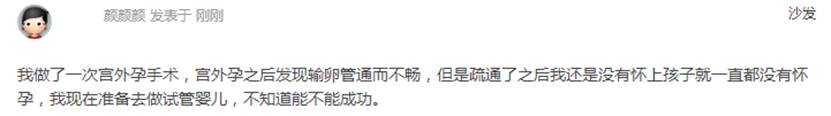 颜颜颜 发表于 刚刚
沙发
我做了一次宫外孕手术，宫外孕之后发现输卵管通而不畅，但是疏通了之后我还是没有怀上孩子就一直都没有怀
孕，我现在准备去做试管婴儿，不知道能不能成功。